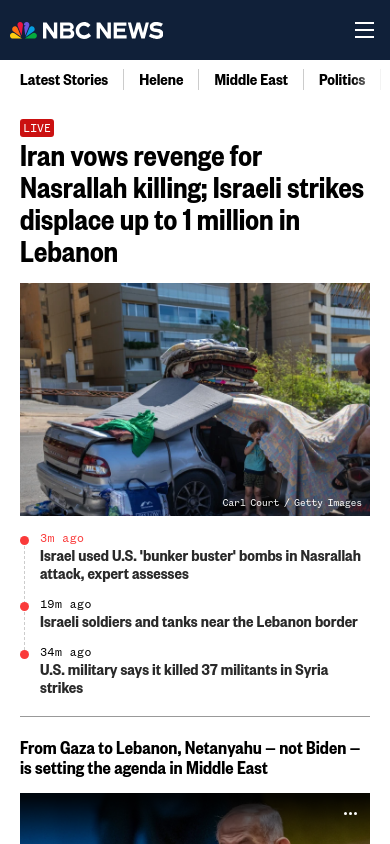 NBC NEWS
Latest Stories Helene Middle East Politics
LIVE
Iran vows revenge for
Nasrallah killing; Israeli strikes
displace up to 1 million in
Lebanon
Carl Court / Getty Images
3m ago
Israel used U.S. 'bunker buster' bombs in Nasrallah
attack, expert assesses
19m ago
Israeli soldiers and tanks near the Lebanon border
34m ago
U.S. military says it killed 37 militants in Syria
strikes
From Gaza to Lebanon, Netanyahu — not Biden —
is setting the agenda in Middle East